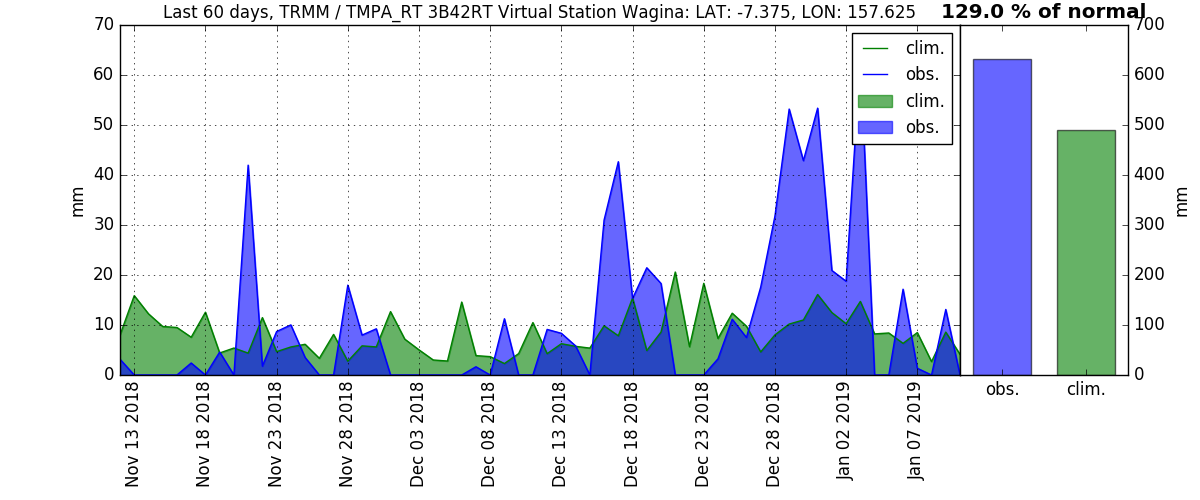 Last 60 days, TRMM / TMPA_RT 3B42RT Virtual Station Wagina: LAT: -7.375, LON: 157.625
129.0 % of normal
70
60
50
40
30
20
10
0
mm
clim.
obs.
clim.
obs.
Nov 13 2018
Nov 18 2018
Nov 23 2018
Nov 28 2018
Dec 03 2018
Dec 08 2018
Dec 13 2018
Dec 18 2018
Dec 23 2018
Dec 28 2018
Jan 02 2019
Jan 07 2019
700
600
500
400
300
200
100
0
mm
obs.
clim.